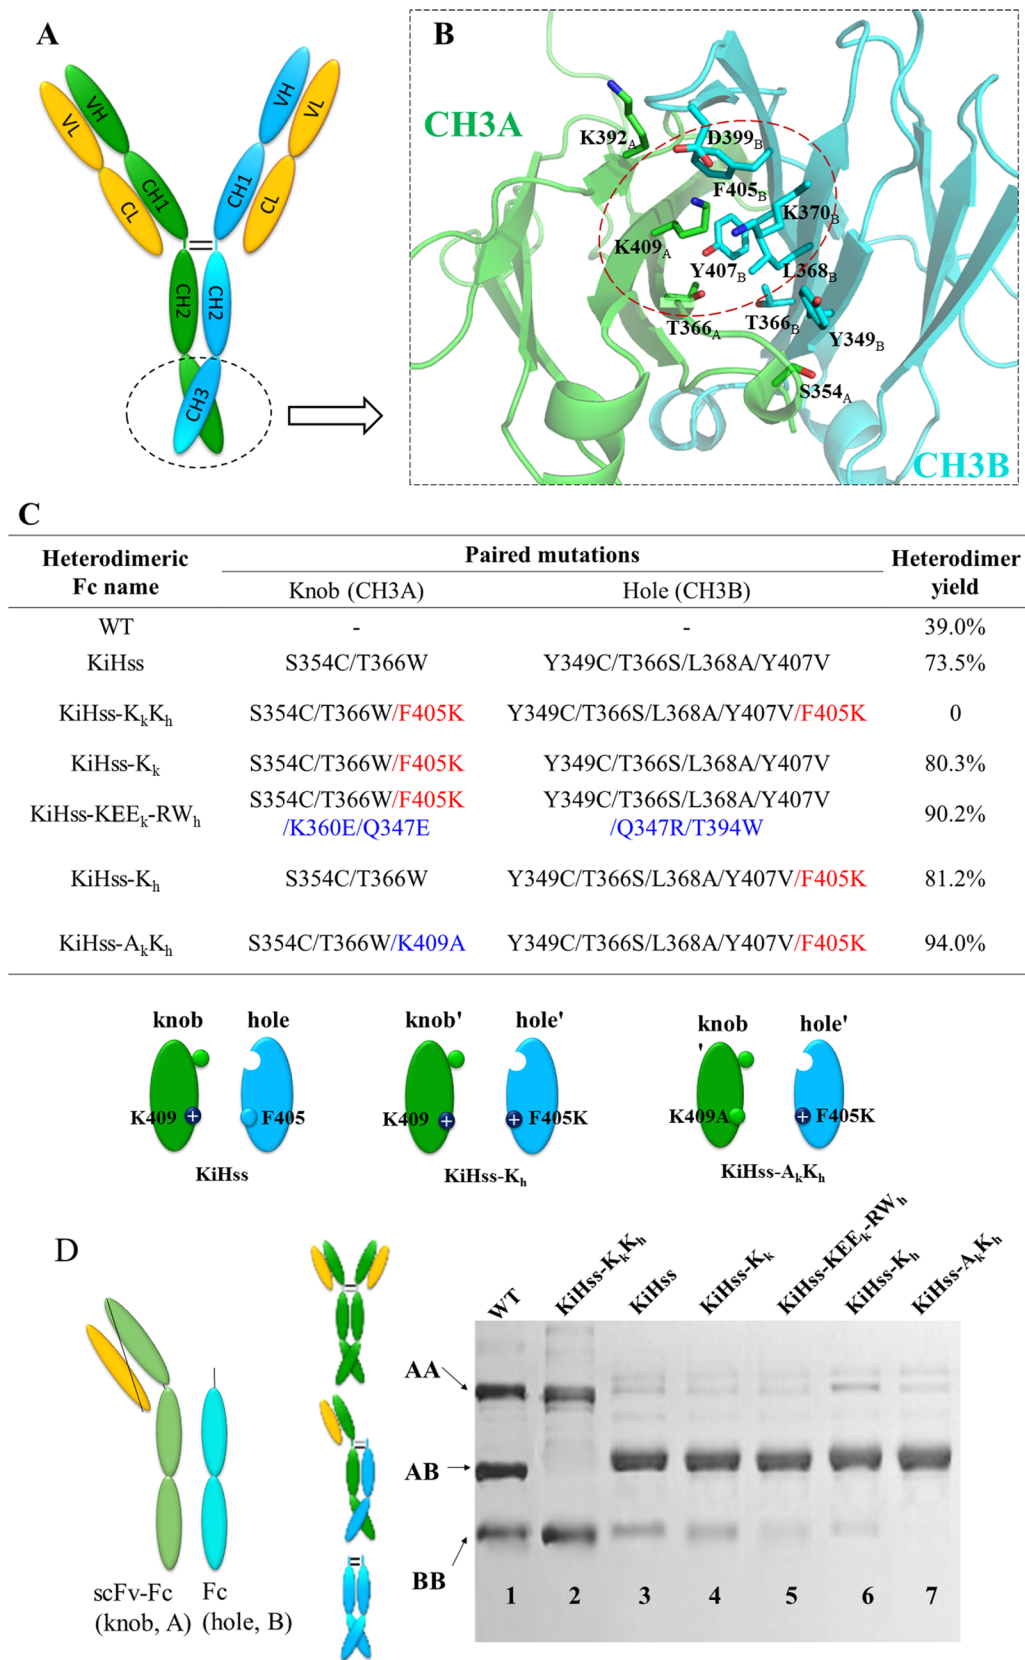 A
VL
VH
CH1
CL
VH
VL
CH1
CL
CH2
CH2
CH3
B
CH3A
K392A
D399B
F405B
K370B
K409A
Y407B
L368B
T366A
T366B
Y349B
S354A
CH3B
C
Heterodimeric Fc name
Paired mutations
Heterodimer yield
Knob (CH3A)
Hole (CH3B)
WT - - 39.0%
KiHss S354C/T366W Y349C/T366S/L368A/Y407V 73.5%
KiHss-KkKh S354C/T366W/F405K Y349C/T366S/L368A/Y407V/F405K 0
KiHss-Kk S354C/T366W/F405K Y349C/T366S/L368A/Y407V 80.3%
KiHss-KEEk-RWh S354C/T366W/F405K/K360E/Q347E Y349C/T366S/L368A/Y407V/Q347R/T394W 90.2%
KiHss-Kh S354C/T366W Y349C/T366S/L368A/Y407V/F405K 81.2%
KiHss-AkKh S354C/T366W/K409A Y349C/T366S/L368A/Y407V/F405K 94.0%
knob hole
K409 + F405
KiHss
knob' hole'
K409 + + F405K
KiHss-Kh
knob ' hole'
K409A + F405K
KiHss-AkKh
D
scFv-Fc
(knob, A)
Fc
(hole, B)
WT
KiHss-KkKh
KiHss
KiHss-Kk
KiHss-KEEk-RWh
KiHss-Kh
KiHss-AkKh
AA
AB
BB
1 2 3 4 5 6 7